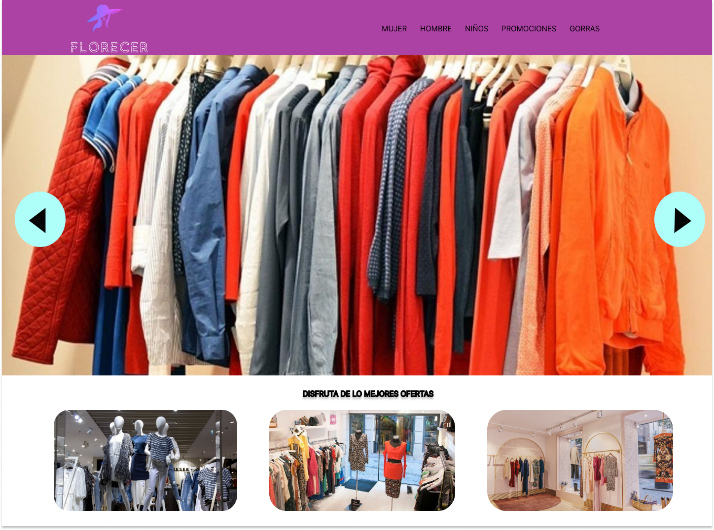 FLORECER
MUJER HOMBRE NIÑOS PROMOCIONES GORRAS
DISFRUTA DE LO MEJORES OFERTAS